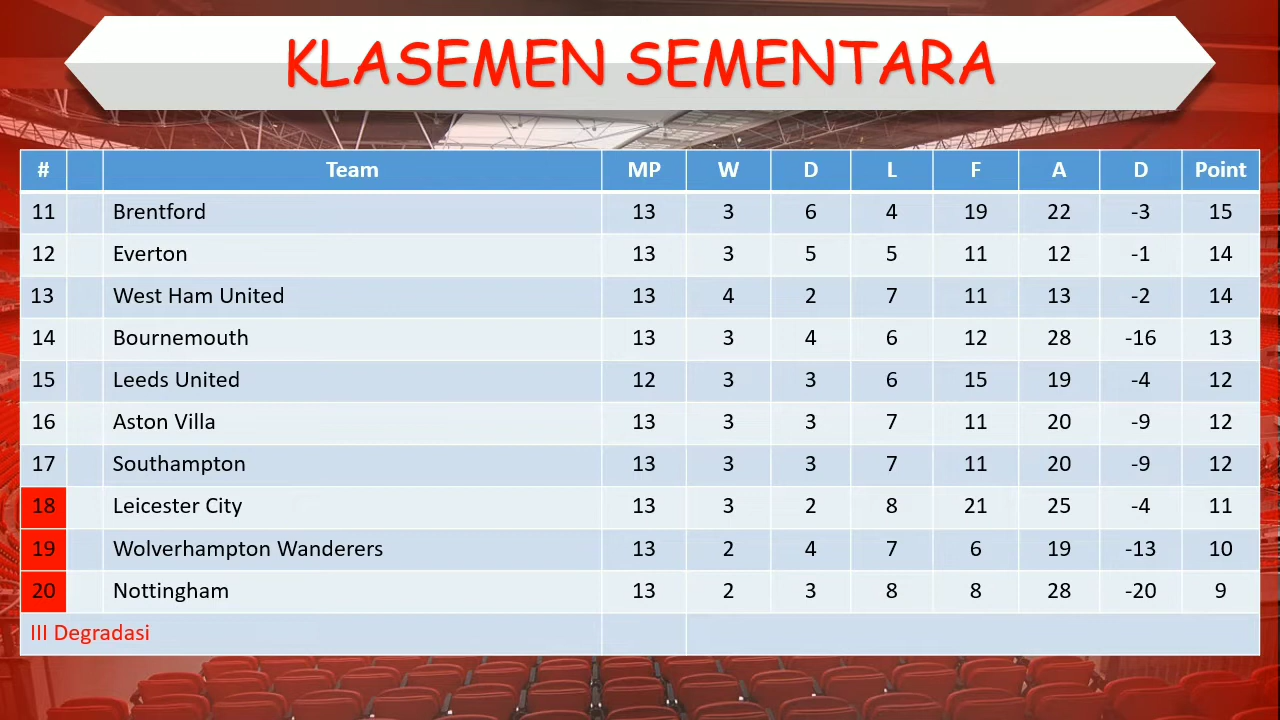 KLASEMEN SEMENTARA
# Team MP W D L F A D Point
11 Brentford 13 3 6 4 19 22 -3 15
12 Everton 13 3 5 5 11 12 -1 14
13 West Ham United 13 4 2 7 11 13 -2 14
14 Bournemouth 13 3 4 6 12 28 -16 13
15 Leeds United 12 3 3 6 15 19 -4 12
16 Aston Villa 13 3 3 7 11 20 -9 12
17 Southampton 13 3 3 7 11 20 -9 12
18 Leicester City 13 3 2 8 21 25 -4 11
19 Wolverhampton Wanderers 13 2 4 7 6 19 -13 10
20 Nottingham 13 2 3 8 8 28 -20 9
III Degradasi